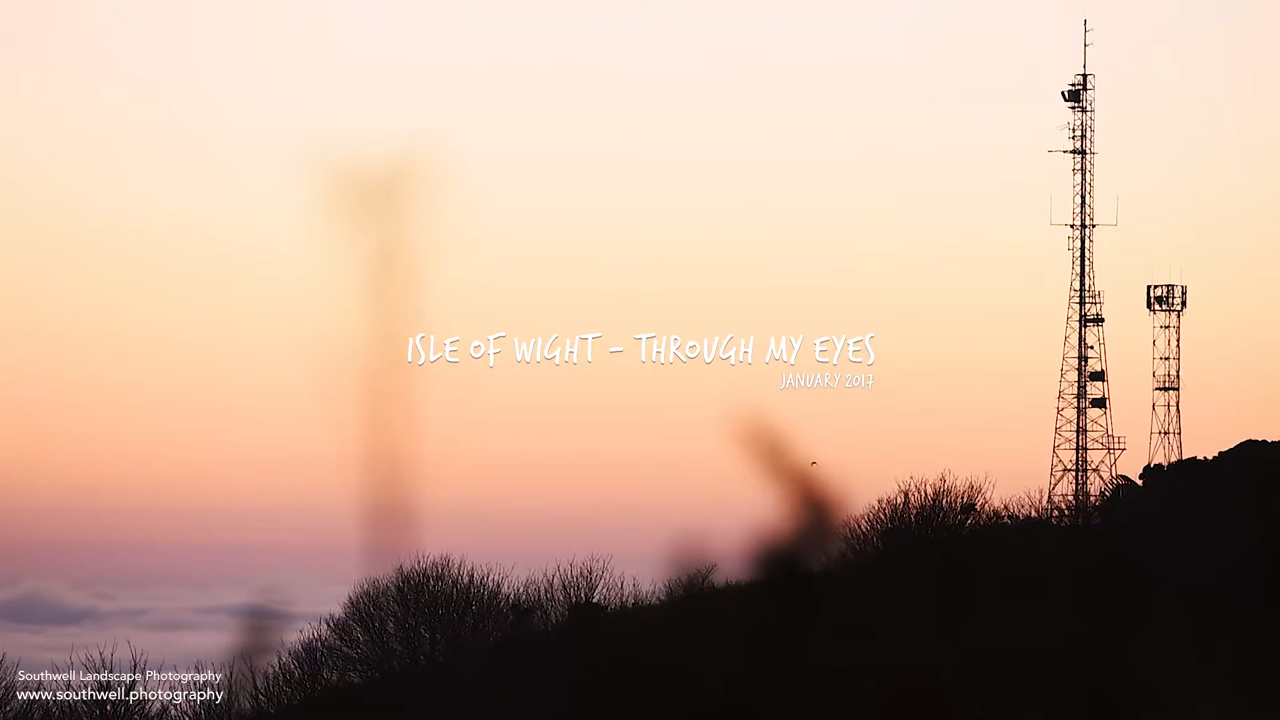 ISLE OF WIGHT - THROUGH MY EYES
JANUARY 2017
Southwell Landscape Photography
www.southwell.photography